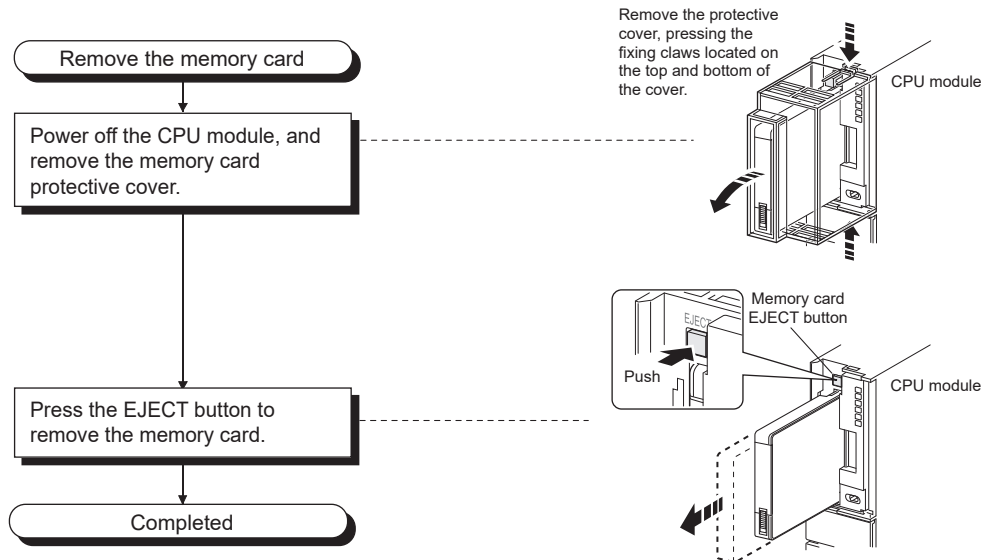 Remove the memory card
Power off the CPU module, and
remove the memory card
protective cover.
Remove the protective
cover, pressing the
fixing claws located on
the top and bottom of
the cover.
CPU module
Press the EJECT button to
remove the memory card.
Memory card
EJECT button
EJECT
Push
CPU module
Completed